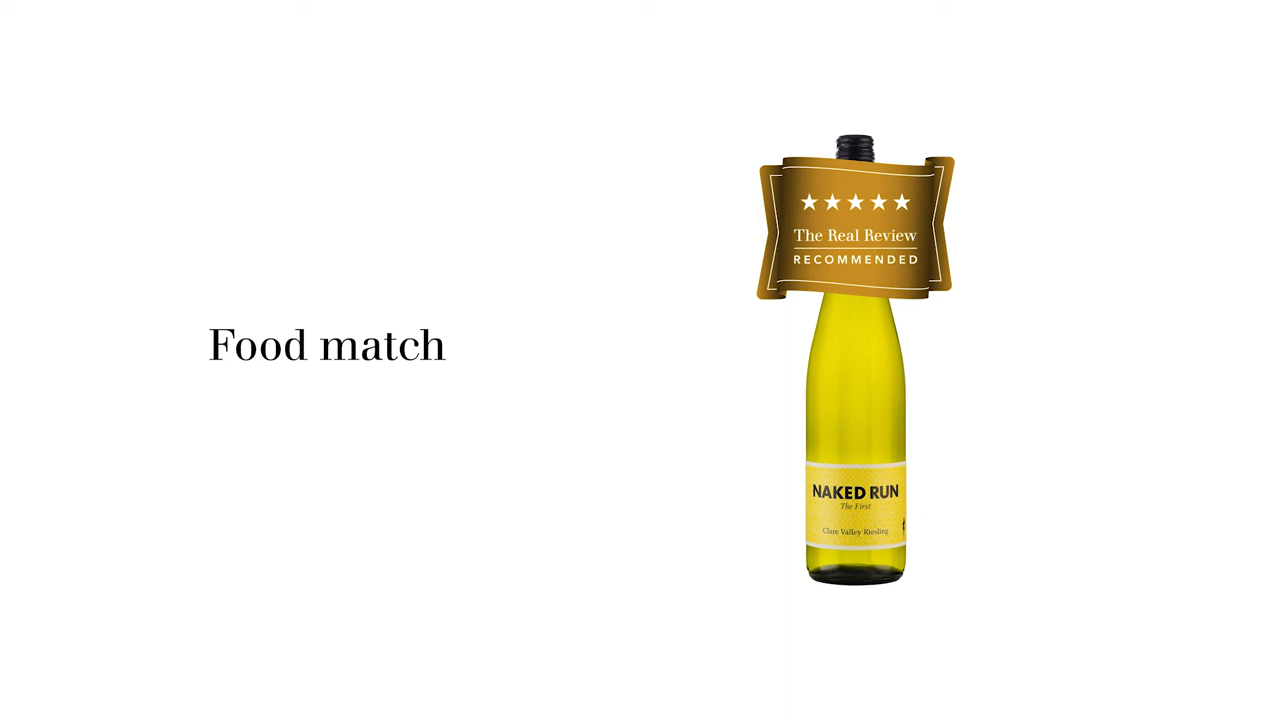 Food match
The Real Review
RECOMMENDED
NAKED RUN
The First
Clare Valley Riesling